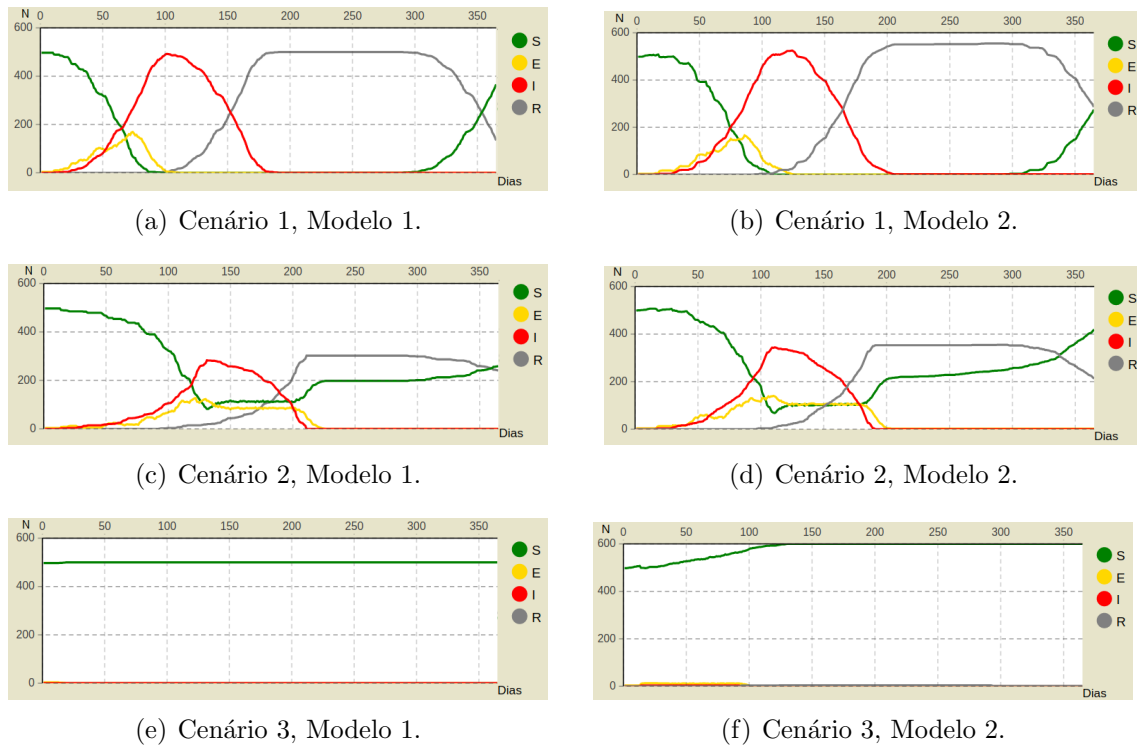 N 0 50 100 150 200 250 300 350
600
400
200
0
S
E
I
R
Dias
(a) Cenário 1, Modelo 1.
N 0 50 100 150 200 250 300 350
600
400
200
0
S
E
I
R
Dias
(b) Cenário 1, Modelo 2.
N 0 50 100 150 200 250 300 350
600
400
200
0
S
E
I
R
Dias
(c) Cenário 2, Modelo 1.
N 0 50 100 150 200 250 300 350
600
400
200
0
S
E
I
R
Dias
(d) Cenário 2, Modelo 2.
N 0 50 100 150 200 250 300 350
600
400
200
0
S
E
I
R
Dias
(e) Cenário 3, Modelo 1.
N 0 50 100 150 200 250 300 350
600
400
200
0
S
E
I
R
Dias
(f) Cenário 3, Modelo 2.